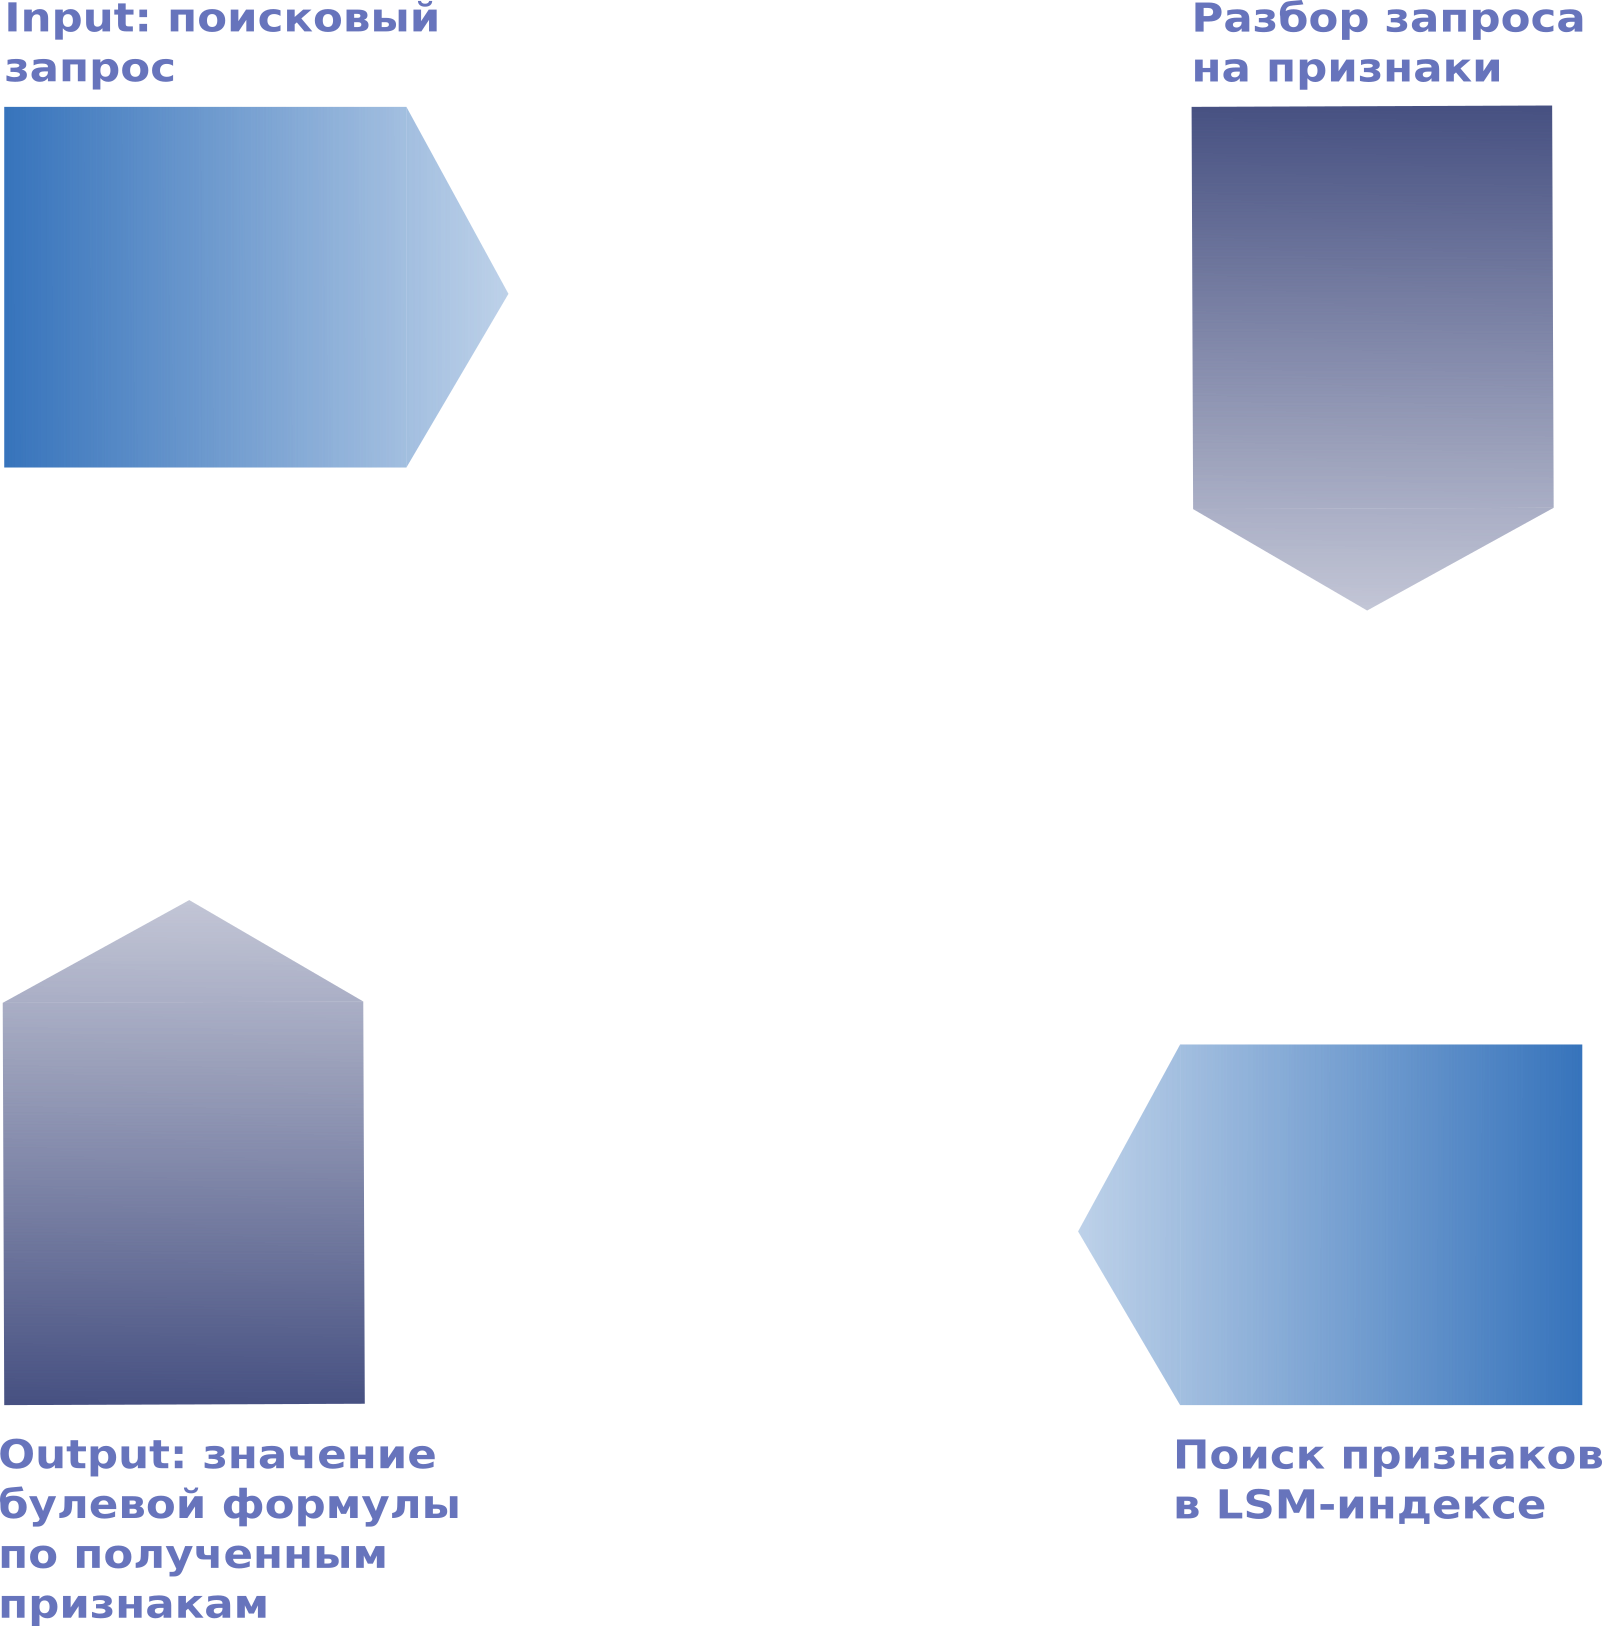 Input: поисковый
запрос
Разбор запроса
на признаки
Output: значение
булевой формулы
по полученным
признакам
Поиск признаков
в LSM-индексе